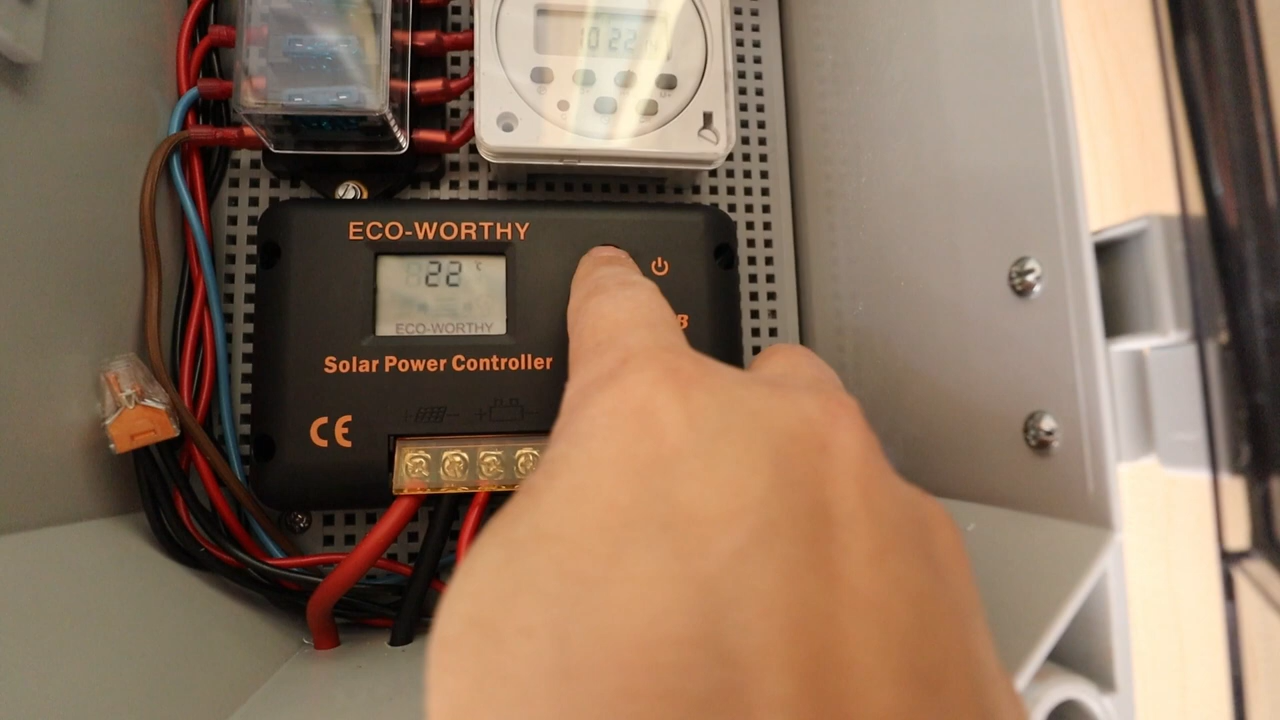 10 22
ECO-WORTHY
22 °C
ECO-WORTHY
Solar Power Controller
CE